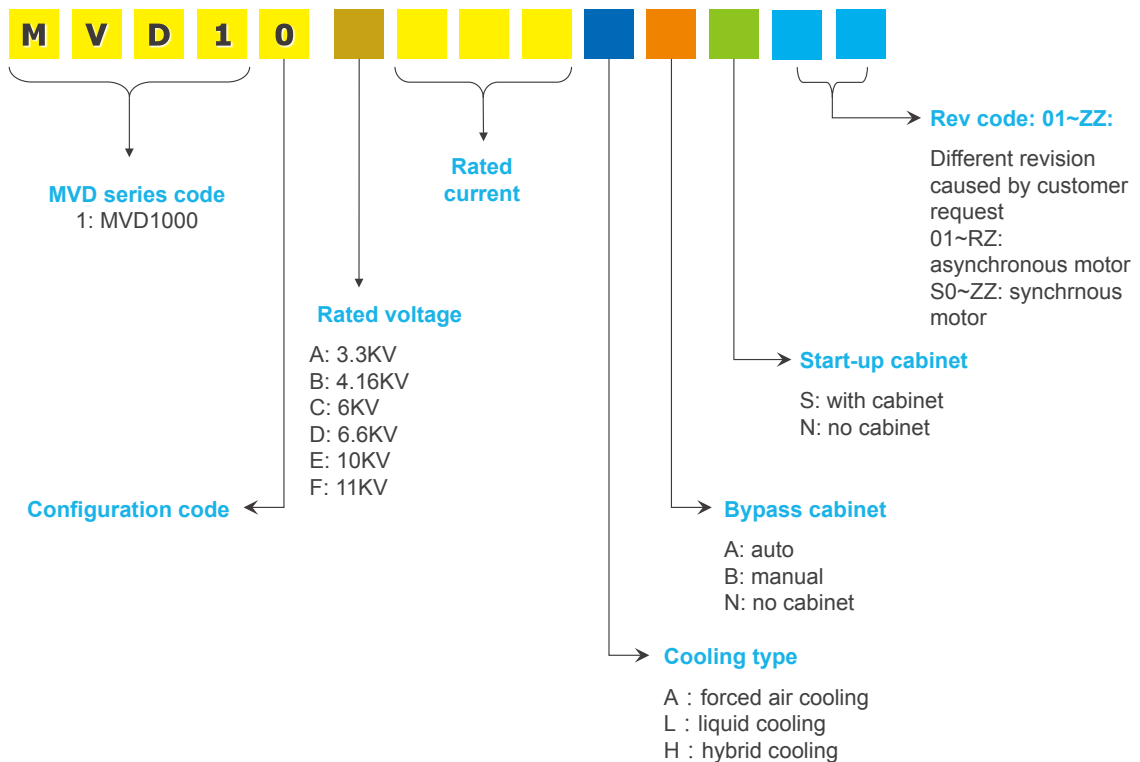 M V D 1 0
Rev code: 01~ZZ:
Different revision
caused by customer
request
01~RZ:
asynchronous motor
S0~ZZ: synchrnous
motor
Rated
current
MVD series code
1: MVD1000
Rated voltage
A: 3.3KV
B: 4.16KV
C: 6KV
D: 6.6KV
E: 10KV
F: 11KV
Start-up cabinet
S: with cabinet
N: no cabinet
Configuration code
Bypass cabinet
A: auto
B: manual
N: no cabinet
Cooling type
A : forced air cooling
L : liquid cooling
H : hybrid cooling